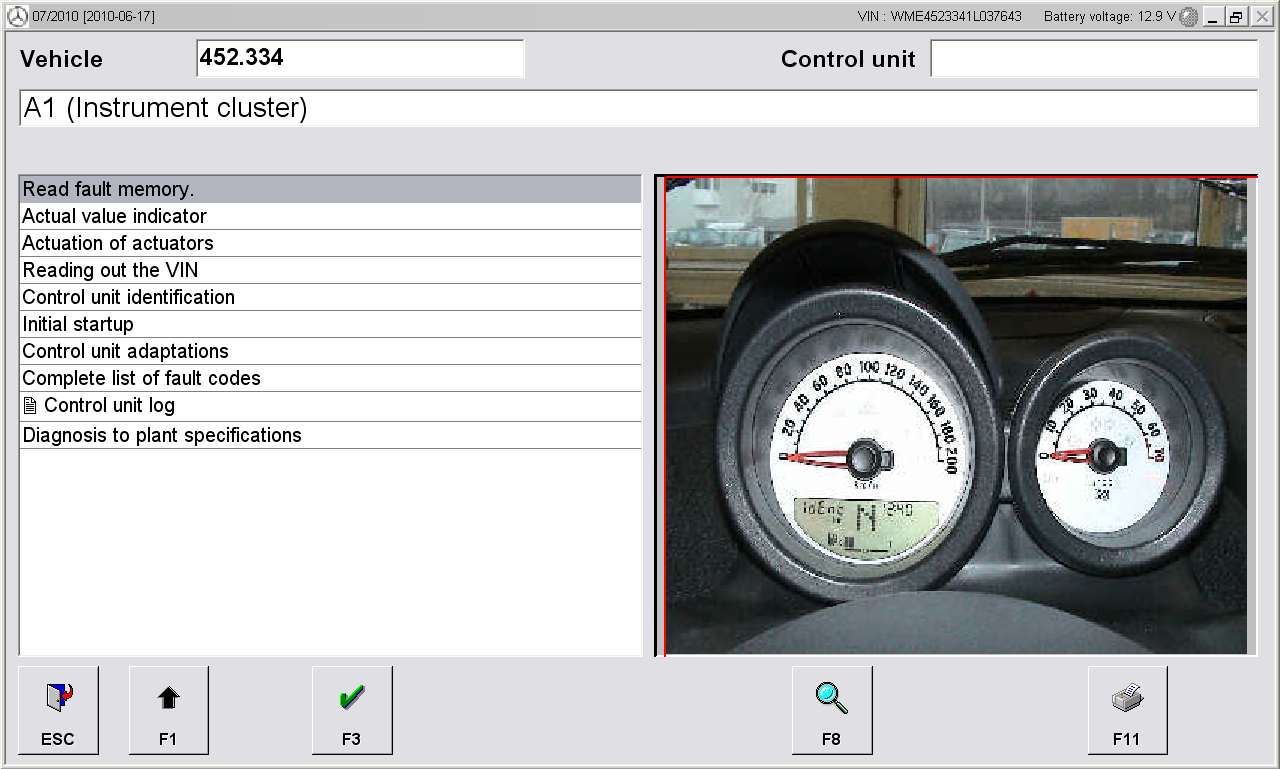 07/2010 [2010-06-17]
VIN : WME4523341L037643
Battery voltage: 12.9 V
Vehicle
452.334
Control unit
A1 (Instrument cluster)
Read fault memory.
Actual value indicator
Actuation of actuators
Reading out the VIN
Control unit identification
Initial startup
Control unit adaptations
Complete list of fault codes
Control unit log
Diagnosis to plant specifications
0 20 40 60 80 100 120 140 160 180 200
km/h
N
0 10 20 30 40 50 60 70
ESC
F1
F3
F8
F11